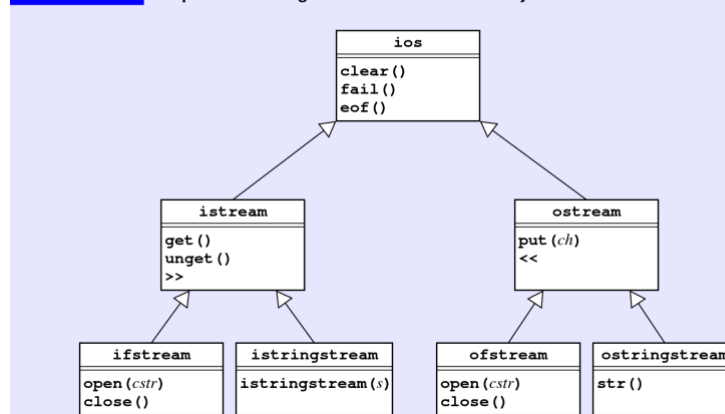 ios
clear()
fail()
eof()
istream
get()
unget()
>>
ostream
put(ch)
<<
ifstream
open(cstr)
close()
istringstream
istringstream(s)
ofstream
open(cstr)
close()
ostringstream
str()